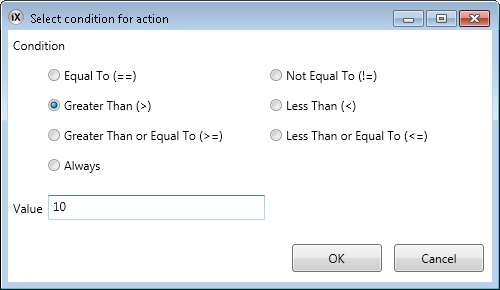 iX Select condition for action
Condition
Equal To (==) Not Equal To (!=)
Greater Than (>) Less Than (<)
Greater Than or Equal To (>=) Less Than or Equal To (<=)
Always
Value 10
OK Cancel